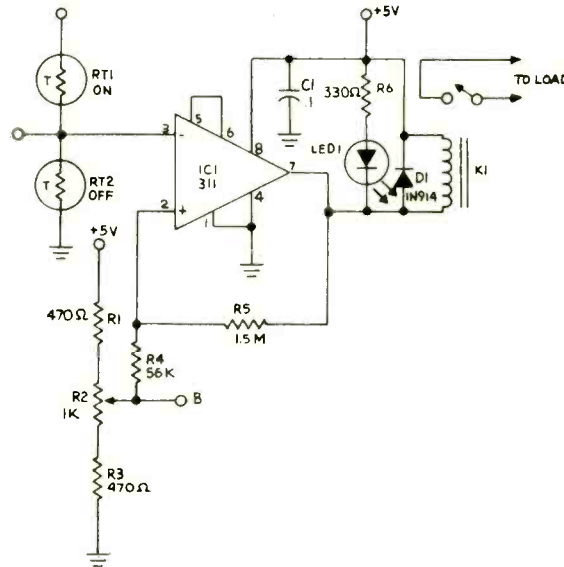 +5V
RT1
ON
T
3
-
5
6
C1
.1
330Ω
R6
TO LOAD
8
LED1
IC1
311
7
K1
T
RT2
OFF
2
+
1
4
D1
1N914
+5V
R5
1.5 M
470Ω
R1
R4
56K
R2
1K
B
R3
470Ω